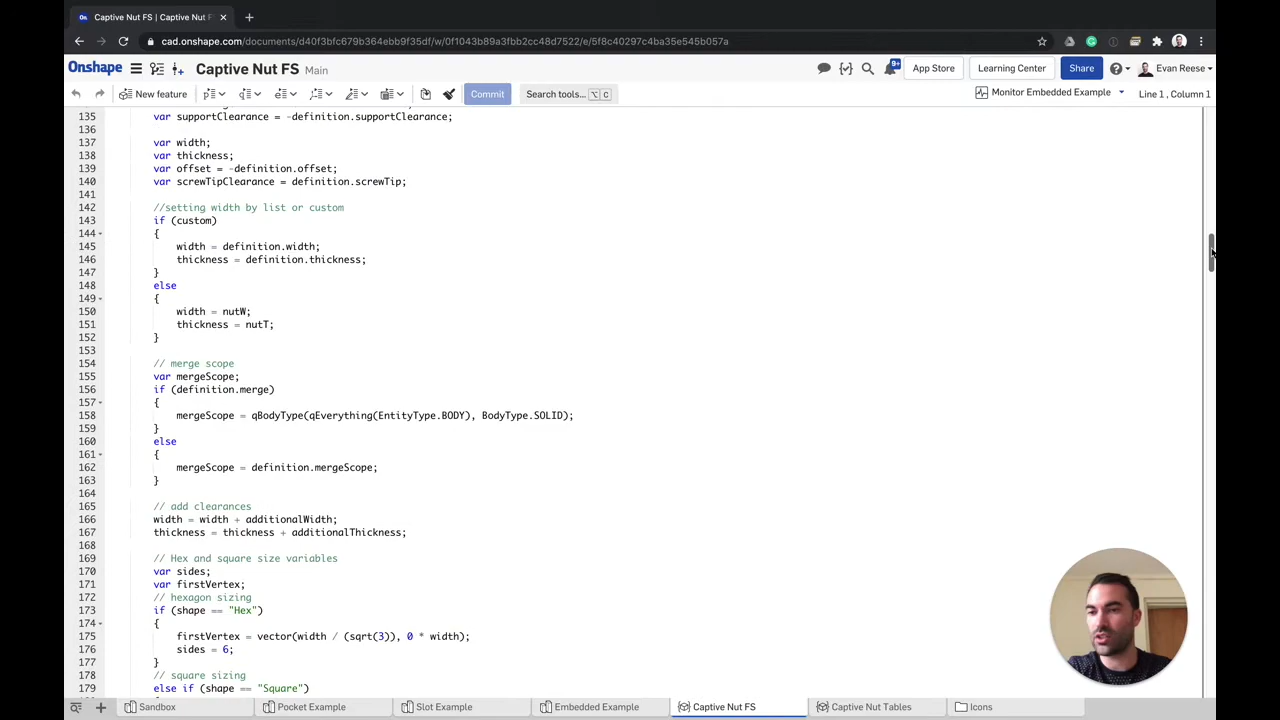 Captive Nut FS | Captive Nut F
cad.onshape.com/documents/d40f3bfc679b364ebb9f35df/w/0f1043b89a3fbb2cc48d7522/e/5f8c40297c4ba35e545b057a
Onshape Captive Nut FS Main 9+ App Store Learning Center Share Evan Reese
New feature Commit Search tools... ⌥ C Monitor Embedded Example Line 1 , Column 1
135 var supportClearance = -definition.supportClearance;
136
137 var width;
138 var thickness;
139 var offset = -definition.offset;
140 var screwTipClearance = definition.screwTip;
141
142 //setting width by list or custom
143 if (custom)
144 {
145 width = definition.width;
146 thickness = definition.thickness;
147 }
148 else
149 {
150 width = nutW;
151 thickness = nutT;
152 }
153
154 // merge scope
155 var mergeScope;
156 if (definition.merge)
157 {
158 mergeScope = qBodyType(qEverything(EntityType.BODY), BodyType.SOLID);
159 }
160 else
161 {
162 mergeScope = definition.mergeScope;
163 }
164
165 // add clearances
166 width = width + additionalWidth;
167 thickness = thickness + additionalThickness;
168
169 // Hex and square size variables
170 var sides;
171 var firstVertex;
172 // hexagon sizing
173 if (shape == "Hex")
174 {
175 firstVertex = vector(width / (sqrt(3)), 0 * width);
176 sides = 6;
177 }
178 // square sizing
179 else if (shape == "Square")
Sandbox Pocket Example Slot Example Embedded Example Captive Nut FS Captive Nut Tables Icons